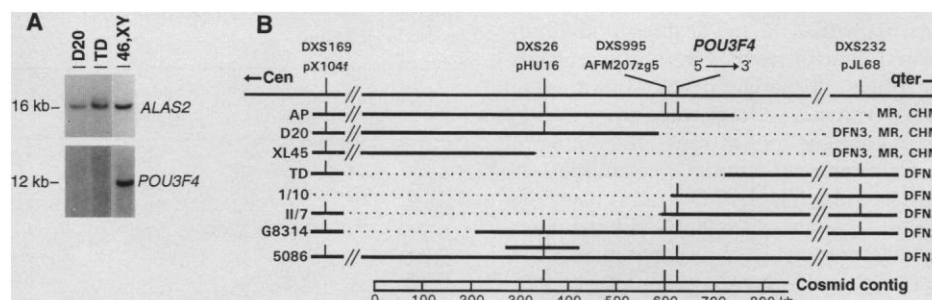 A
D20
TD
46,XY
16 kb
ALAS2
12 kb
POU3F4
B
DXS169
pX104f
DXS26
pHU16
DXS995
AFM207zg5
POU3F4
5' 3'
DXS232
pJL68
Cen
qter
AP MR, CHM
D20 DFN3, MR, CHM
XL45 DFN3, MR, CHM
TD DFN
1/10 DFN
II/7 DFN
G8314 DFN
5086 DFN
Cosmid contig
0 100 200 300 400 500 600 700 800